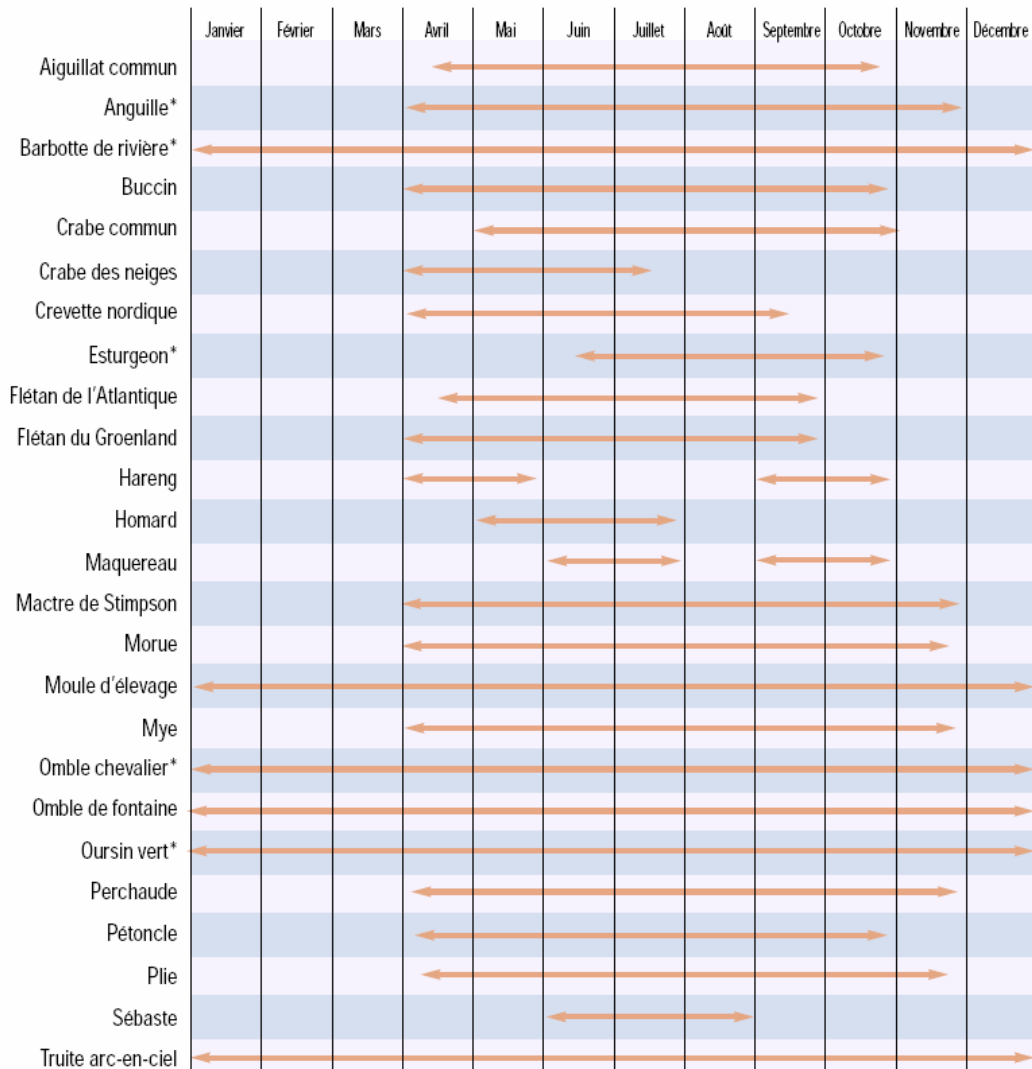 Janvier Février Mars Avril Mai Juin Juillet Août Septembre Octobre Novembre Décembre
Aiguillat commun
Anguille*
Barbotte de rivière*
Buccin
Crabe commun
Crabe des neiges
Crevette nordique
Esturgeon*
Flétan de l'Atlantique
Flétan du Groenland
Hareng
Homard
Maquereau
Mactre de Stimpson
Morue
Moule d'élevage
Mye
Omble chevalier*
Omble de fontaine
Oursin vert*
Perchaude
Pétoncle
Plie
Sébaste
Truite arc-en-ciel